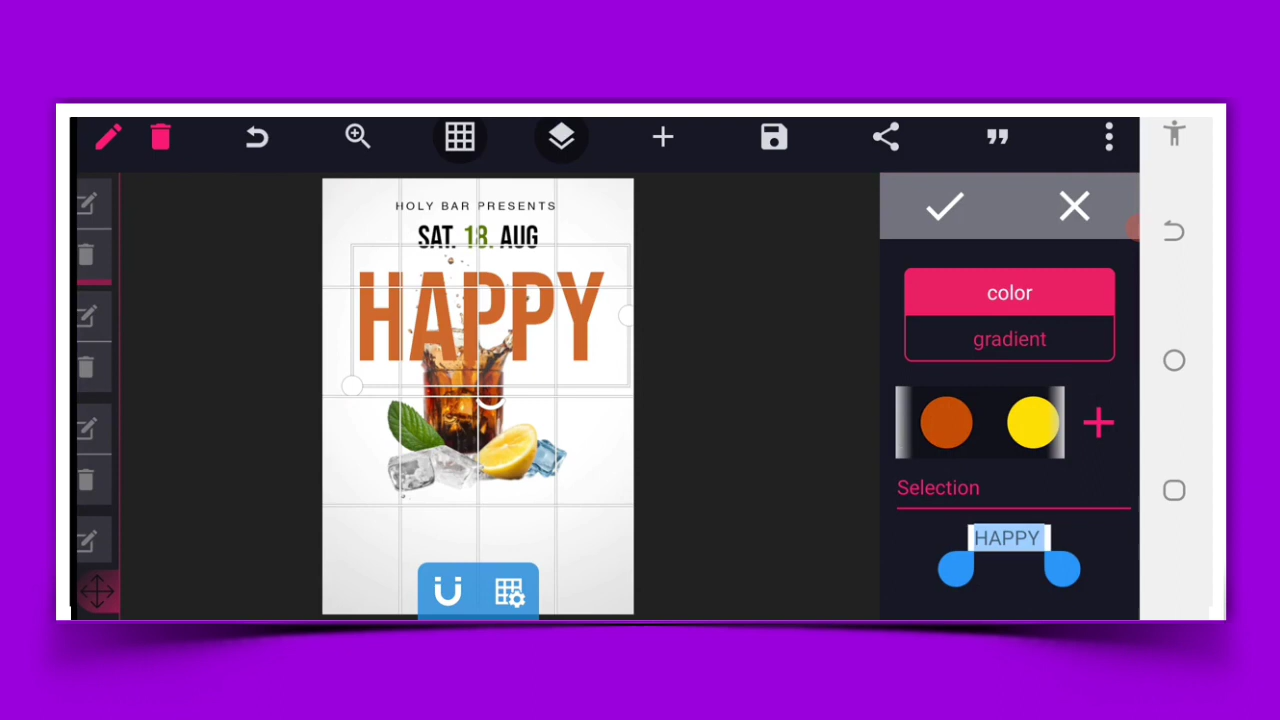 HOLY BAR PRESENTS
SAT. 18. AUG
HAPPY
color
gradient
Selection
HAPPY